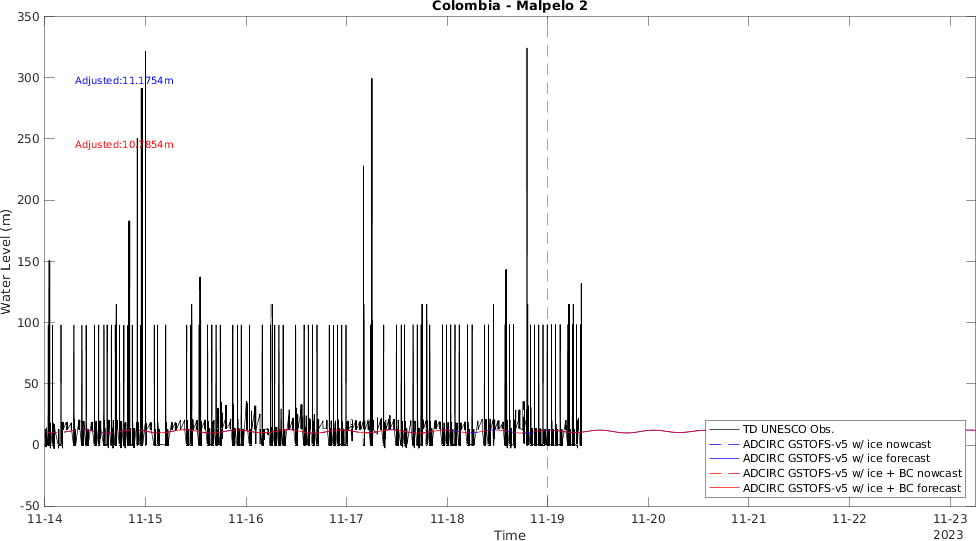 Colombia - Malpelo 2
350
300
250
200
150
100
50
0
-50
Water Level (m)
Adjusted:11.1754m
Adjusted:10.7854m
TD UNESCO Obs.
ADCIRC GSTOFS-v5 w/ ice nowcast
ADCIRC GSTOFS-v5 w/ ice forecast
ADCIRC GSTOFS-v5 w/ ice + BC nowcast
ADCIRC GSTOFS-v5 w/ ice + BC forecast
11-14 11-15 11-16 11-17 11-18 11-19 11-20 11-21 11-22 11-23
2023
Time